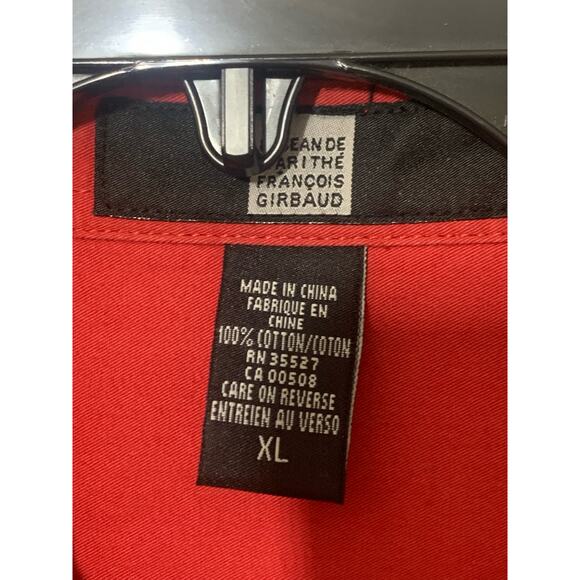 FRANÇOIS
GIRBAUD
MADE IN CHINA
FABRIQUE EN
CHINE
100% COTTON/COTON
RN 35527
CA 00508
CARE ON REVERSE
ENTREIEN AU VERSO
XL